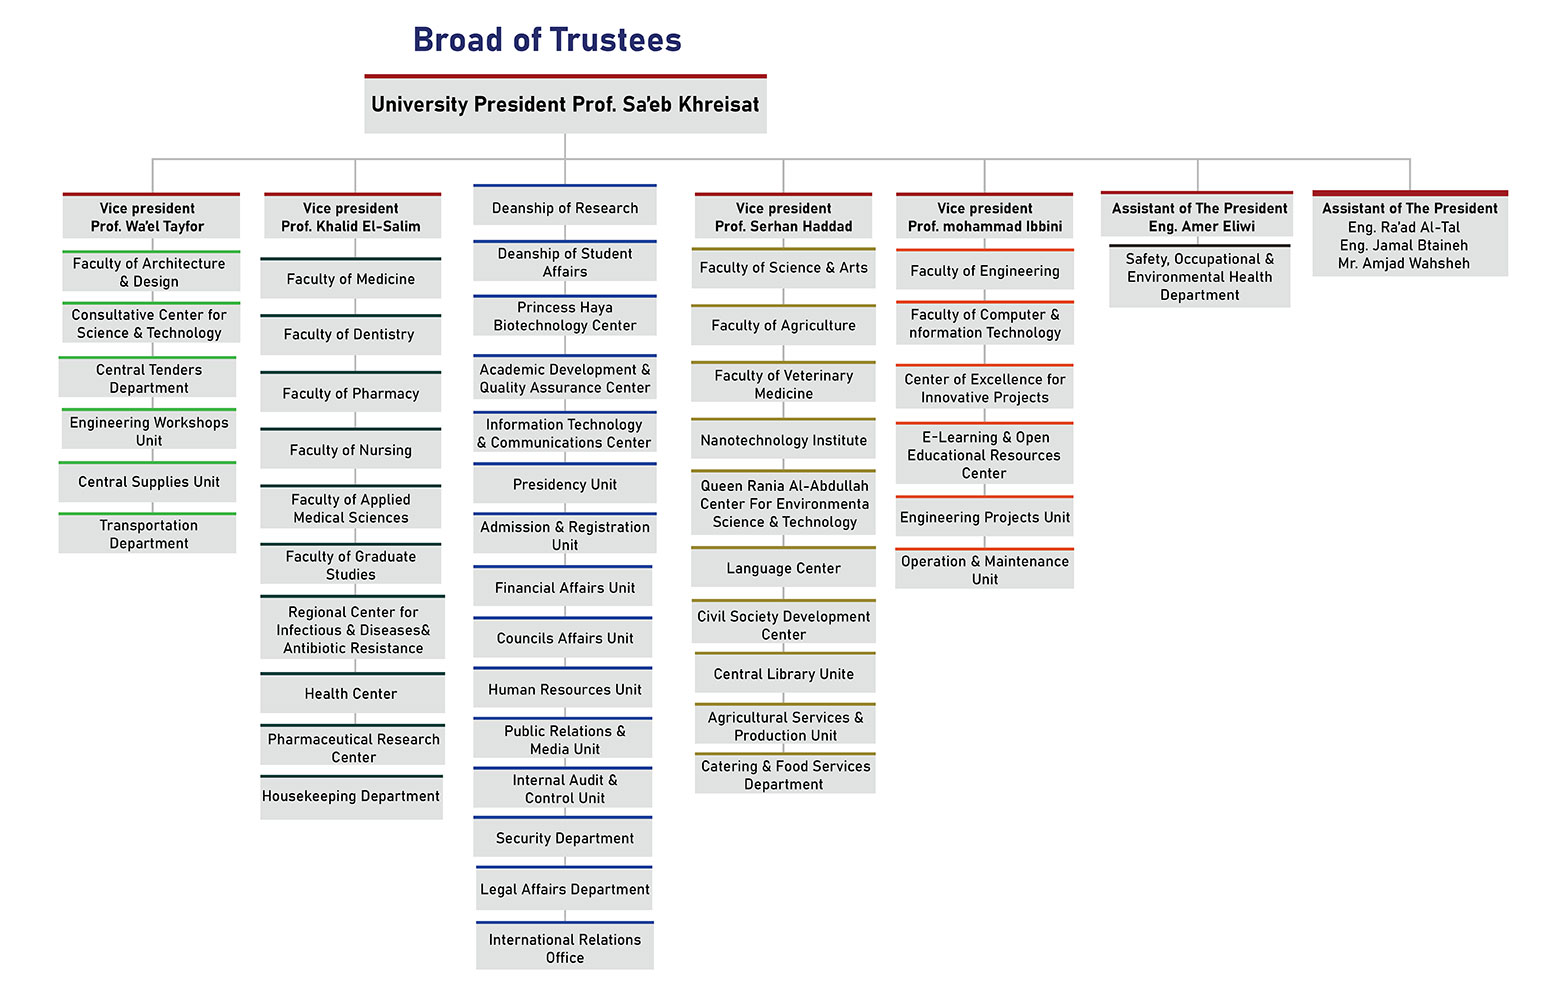 Broad of Trustees
University President Prof. Sa'eb Khreisat
Vice president
Prof. Wa'el Tayfor
Faculty of Architecture
& Design
Consultative Center for
Science & Technology
Central Tenders
Department
Engineering Workshops
Unit
Central Supplies Unit
Transportation
Department
Vice president
Prof. Khalid El-Salim
Faculty of Medicine
Faculty of Dentistry
Faculty of Pharmacy
Faculty of Nursing
Faculty of Applied
Medical Sciences
Faculty of Graduate
Studies
Regional Center for
Infectious & Diseases&
Antibiotic Resistance
Health Center
Pharmaceutical Research
Center
Housekeeping Department
Deanship of Research
Deanship of Student
Affairs
Princess Haya
Biotechnology Center
Academic Development &
Quality Assurance Center
Information Technology
& Communications Center
Presidency Unit
Admission & Registration
Unit
Financial Affairs Unit
Councils Affairs Unit
Human Resources Unit
Public Relations &
Media Unit
Internal Audit &
Control Unit
Security Department
Legal Affairs Department
International Relations
Office
Vice president
Prof. Serhan Haddad
Faculty of Science & Arts
Faculty of Agriculture
Faculty of Veterinary
Medicine
Nanotechnology Institute
Queen Rania Al-Abdullah
Center For Environmenta
Science & Technology
Language Center
Civil Society Development
Center
Central Library Unite
Agricultural Services &
Production Unit
Catering & Food Services
Department
Vice president
Prof. mohammad Ibbini
Faculty of Engineering
Faculty of Computer &
nformation Technology
Center of Excellence for
Innovative Projects
E-Learning & Open
Educational Resources
Center
Engineering Projects Unit
Operation & Maintenance
Unit
Assistant of The President
Eng. Amer Eliwi
Safety, Occupational &
Environmental Health
Department
Assistant of The President
Eng. Ra'ad Al-Tal
Eng. Jamal Btaineh
Mr. Amjad Wahsheh